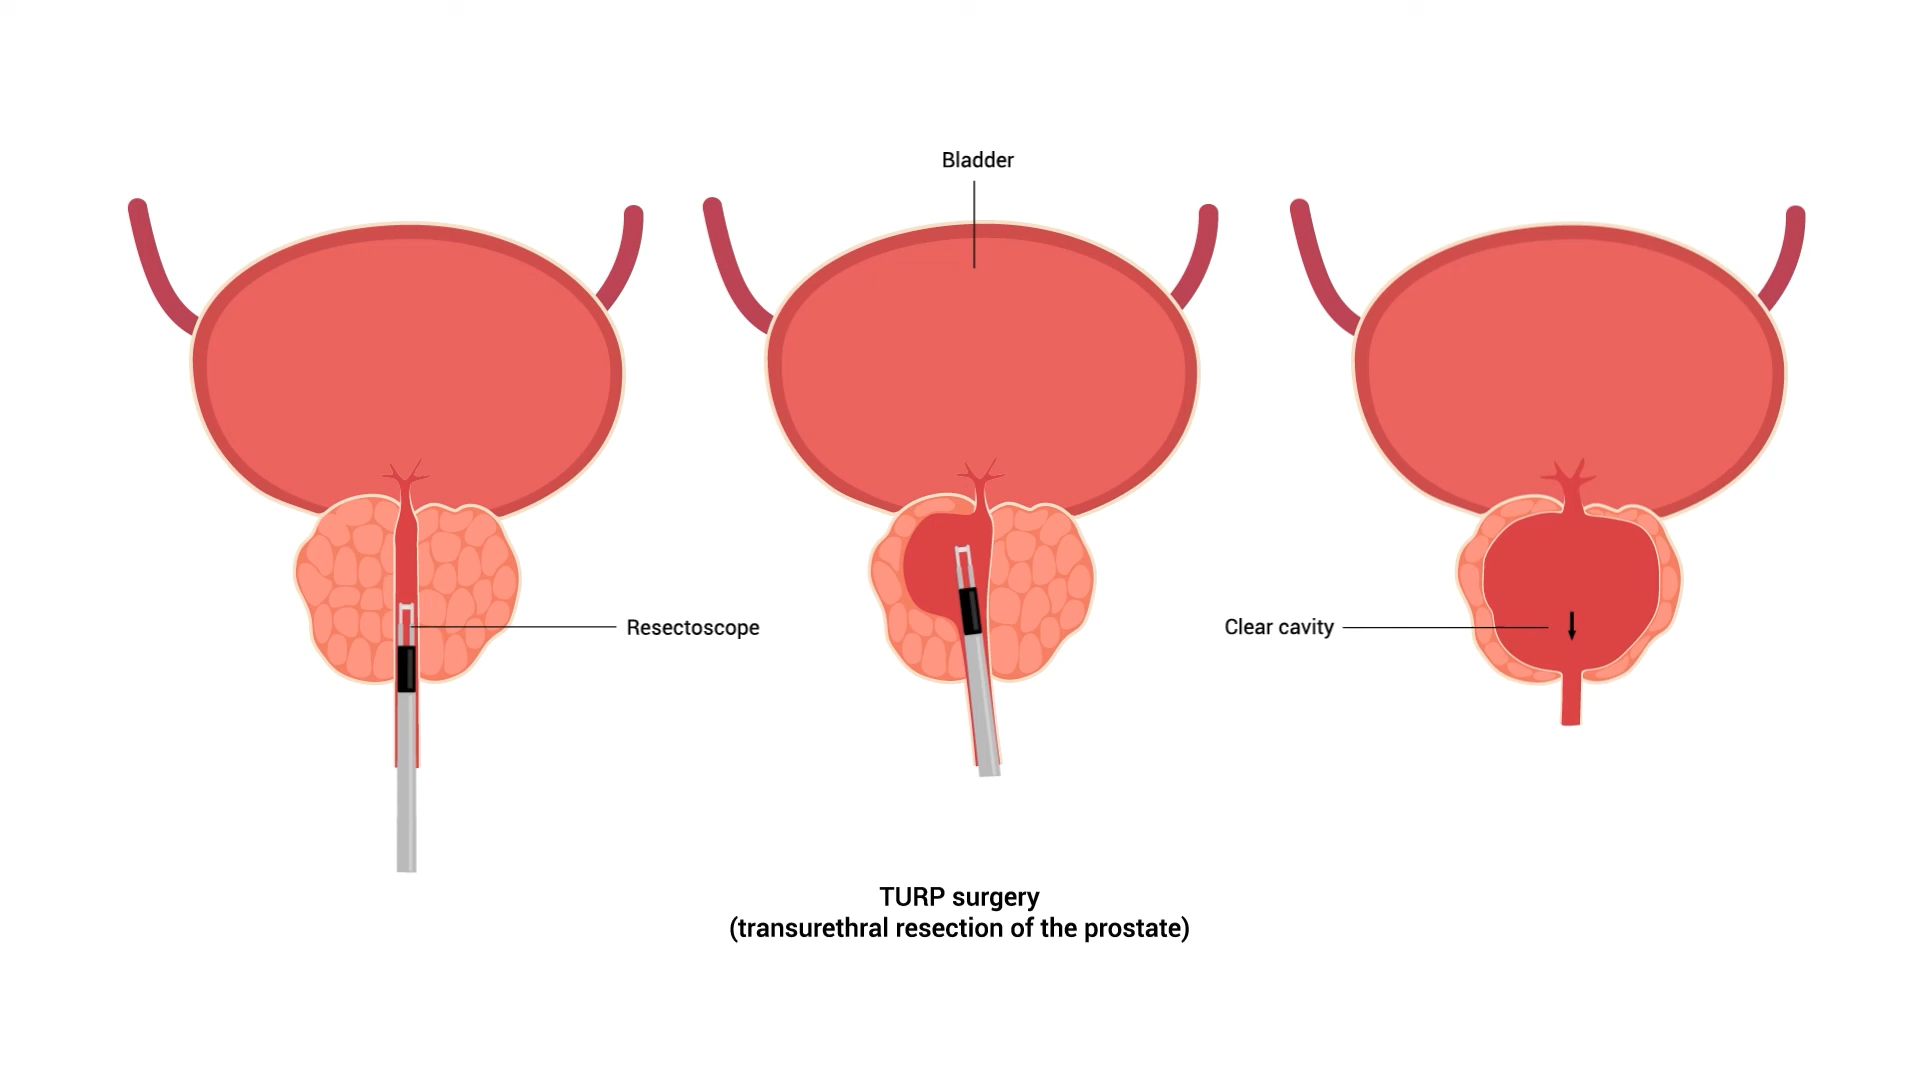 Bladder
Resectoscope
Clear cavity
TURP surgery
(transurethral resection of the prostate)